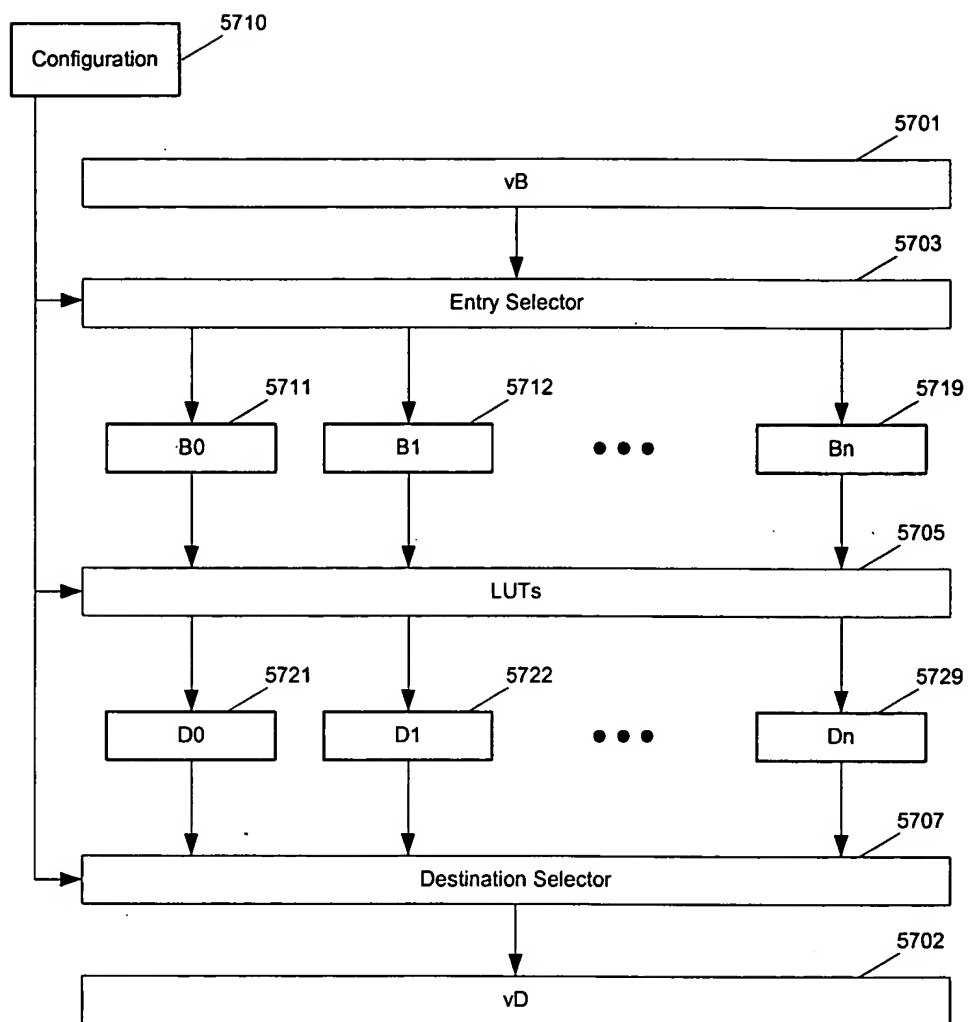 5710
Configuration
5701
vB
5703
Entry Selector
5711
5712
5719
B0
B1
Bn
5705
LUTs
5721
5722
5729
D0
D1
Dn
5707
Destination Selector
5702
vD